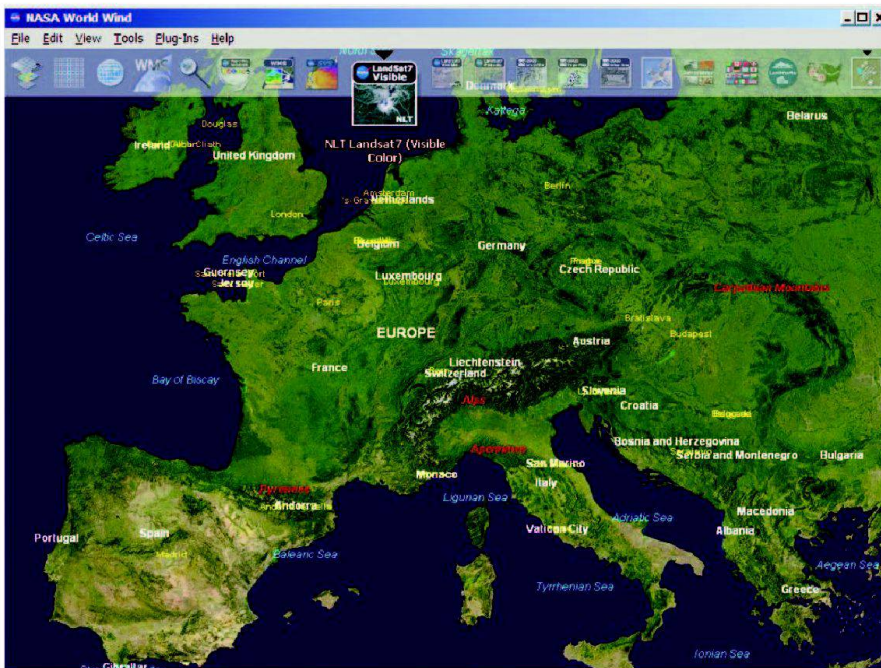 NASA World Wind
File Edit View Tools Plug-Ins Help
WMS
LandSat7
Visible
NLT
NLT Landsat7 (Visible
Color)
Denmark
Kattega
Belarus
Douglas
Ireland
United Kingdom
Berlin
Amsterdam
Netherlands
London
Celtic Sea
Belgium
Germany
English Channel
Guernsey
Jersey
Luxembourg
Luxembourg
Czech Republic
Carpathian Mountains
Paris
Bratislava
Budapest
EUROPE
Austria
France
Liechtenstein
Switzerland
Bay of Biscay
Slovenia
Alps
Croatia
Belgrade
Bosnia and Herzegovina
Apennines
Serbia and Montenegro
Bulgaria
San Marino
Monaco
Italy
Pyrenees
Ligurian Sea
Andorra
Macedonia
Adriatic Sea
Vatican City
Albania
Portugal
Spain
Madrid
Balearic Sea
Aegean Sea
Tyrrhenian Sea
Greece
Ionian Sea
Gibraltar